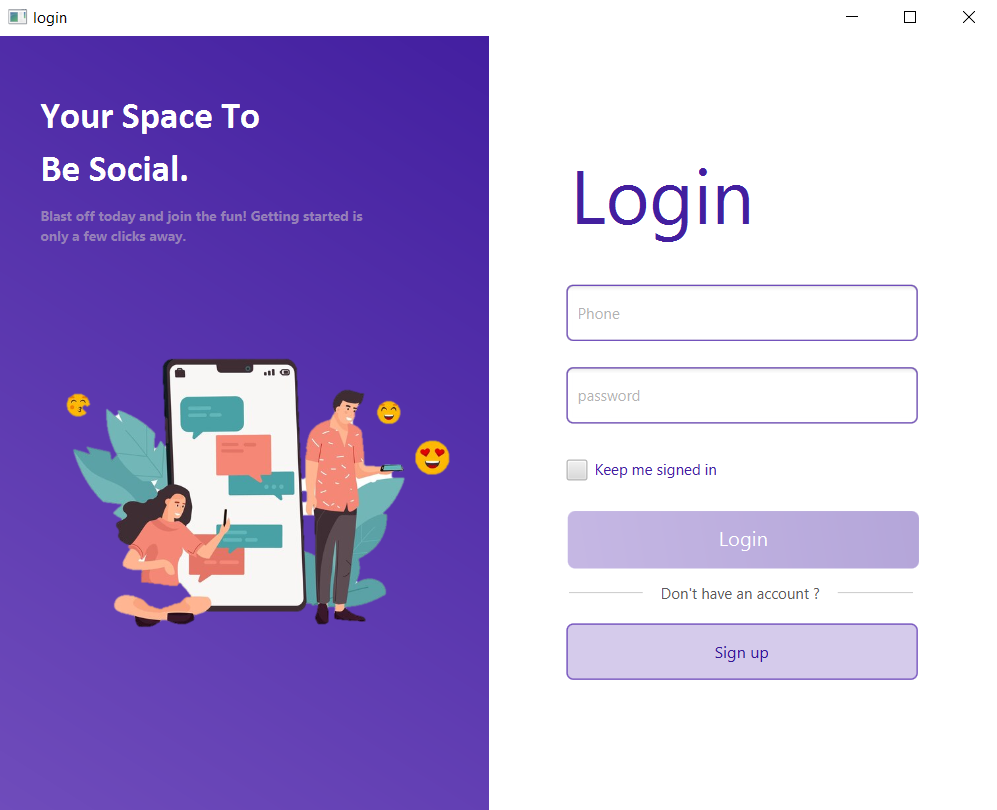 login
Your Space To
Be Social.
Blast off today and join the fun! Getting started is
only a few clicks away.
Login
Phone
password
Keep me signed in
Login
Don't have an account ?
Sign up